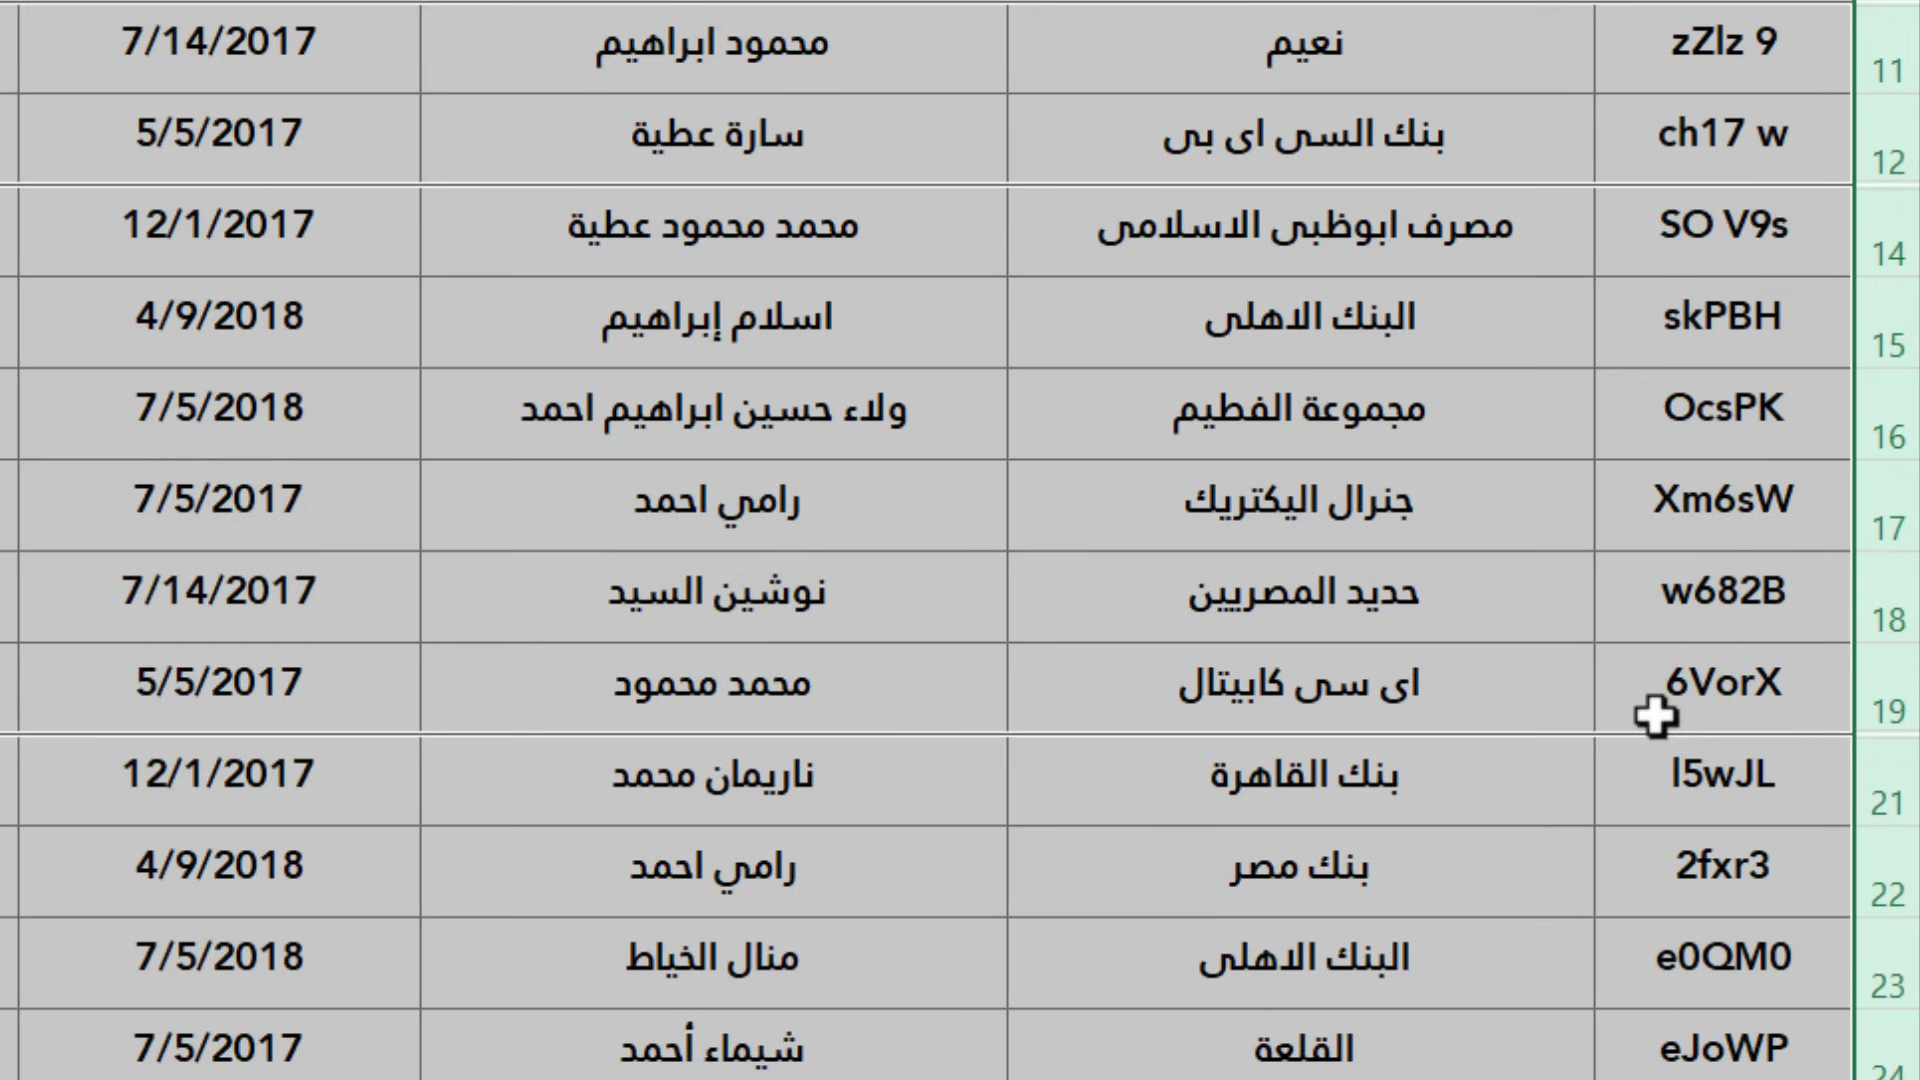 11 zZlz 9 نعيم محمود ابراهيم 7/14/2017
12 ch17 w بنك السى اى بى سارة عطية 5/5/2017
14 SO V9s مصرف ابوظبى الاسلامى محمد محمود عطية 12/1/2017
15 skPBH البنك الاهلى اسلام إبراهيم 4/9/2018
16 OcsPK مجموعة الفطيم ولاء حسين ابراهيم احمد 7/5/2018
17 Xm6sW جنرال اليكتريك رامي احمد 7/5/2017
18 w682B حديد المصريين نوشين السيد 7/14/2017
19 6VorX اى سى كابيتال محمد محمود 5/5/2017
21 l5wJL بنك القاهرة ناريمان محمد 12/1/2017
22 2fxr3 بنك مصر رامي احمد 4/9/2018
23 e0QM0 البنك الاهلى منال الخياط 7/5/2018
24 eJoWP القلعة شيماء أحمد 7/5/2017